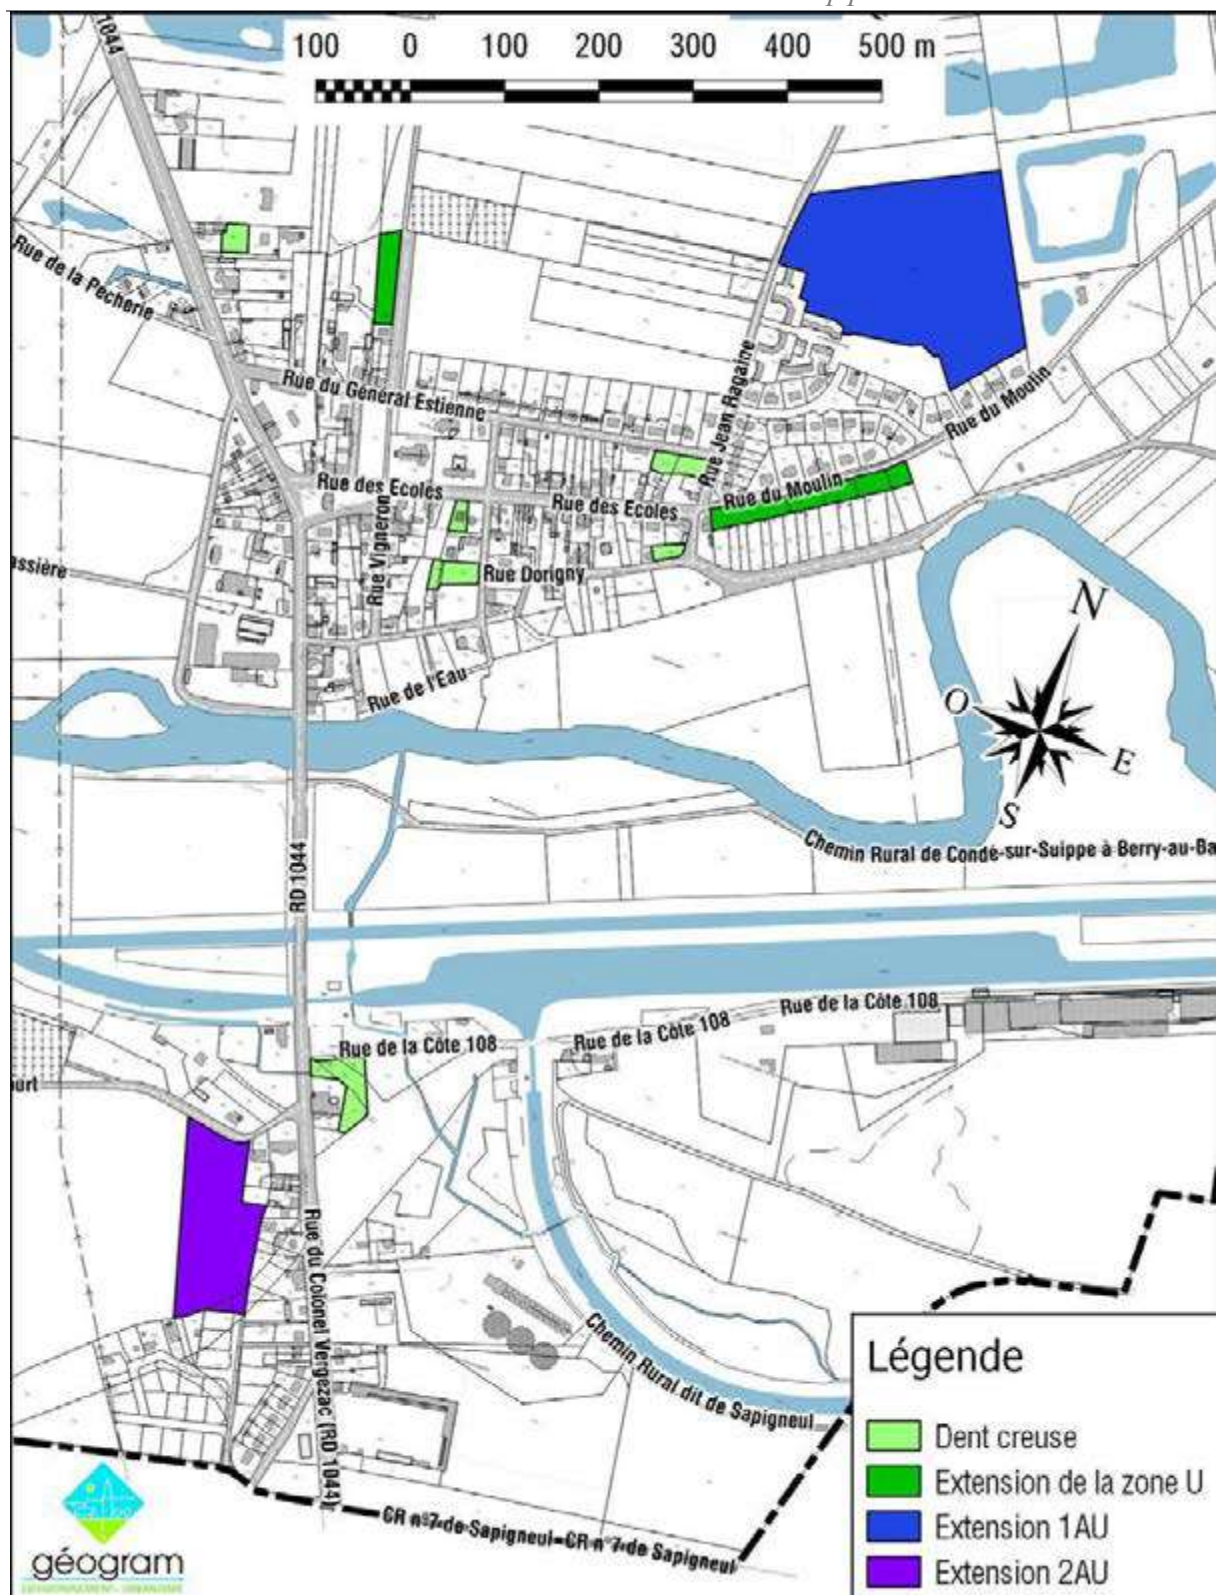 100 0 100 200 300 400 500 m
1044
Rue de la Pêcherie
Rue du Général Estienne
Rue Jean Ragaine
Rue du Moulin
Rue des Ecoles
Rue des Ecoles
Rue du Moulin
Rue Vigneron
assière
Rue Dorigny
Rue de l'Eau
N
O
E
S
RD 1044
Chemin Rural de Condé-sur-Suippe à Berry-au-Ba
Rue de la Côte 108
Rue de la Côte 108
Rue de la Côte 108
urt
Rue du Colonel Vergezac (RD 1044)
Chemin Rural dit de Sapigneul
CR n°7 de Sapigneul
CR n°7 de Sapigneul
Légende
Dent creuse
Extension de la zone U
Extension 1AU
Extension 2AU
géogram
ENVIRONNEMENT - URBANISME